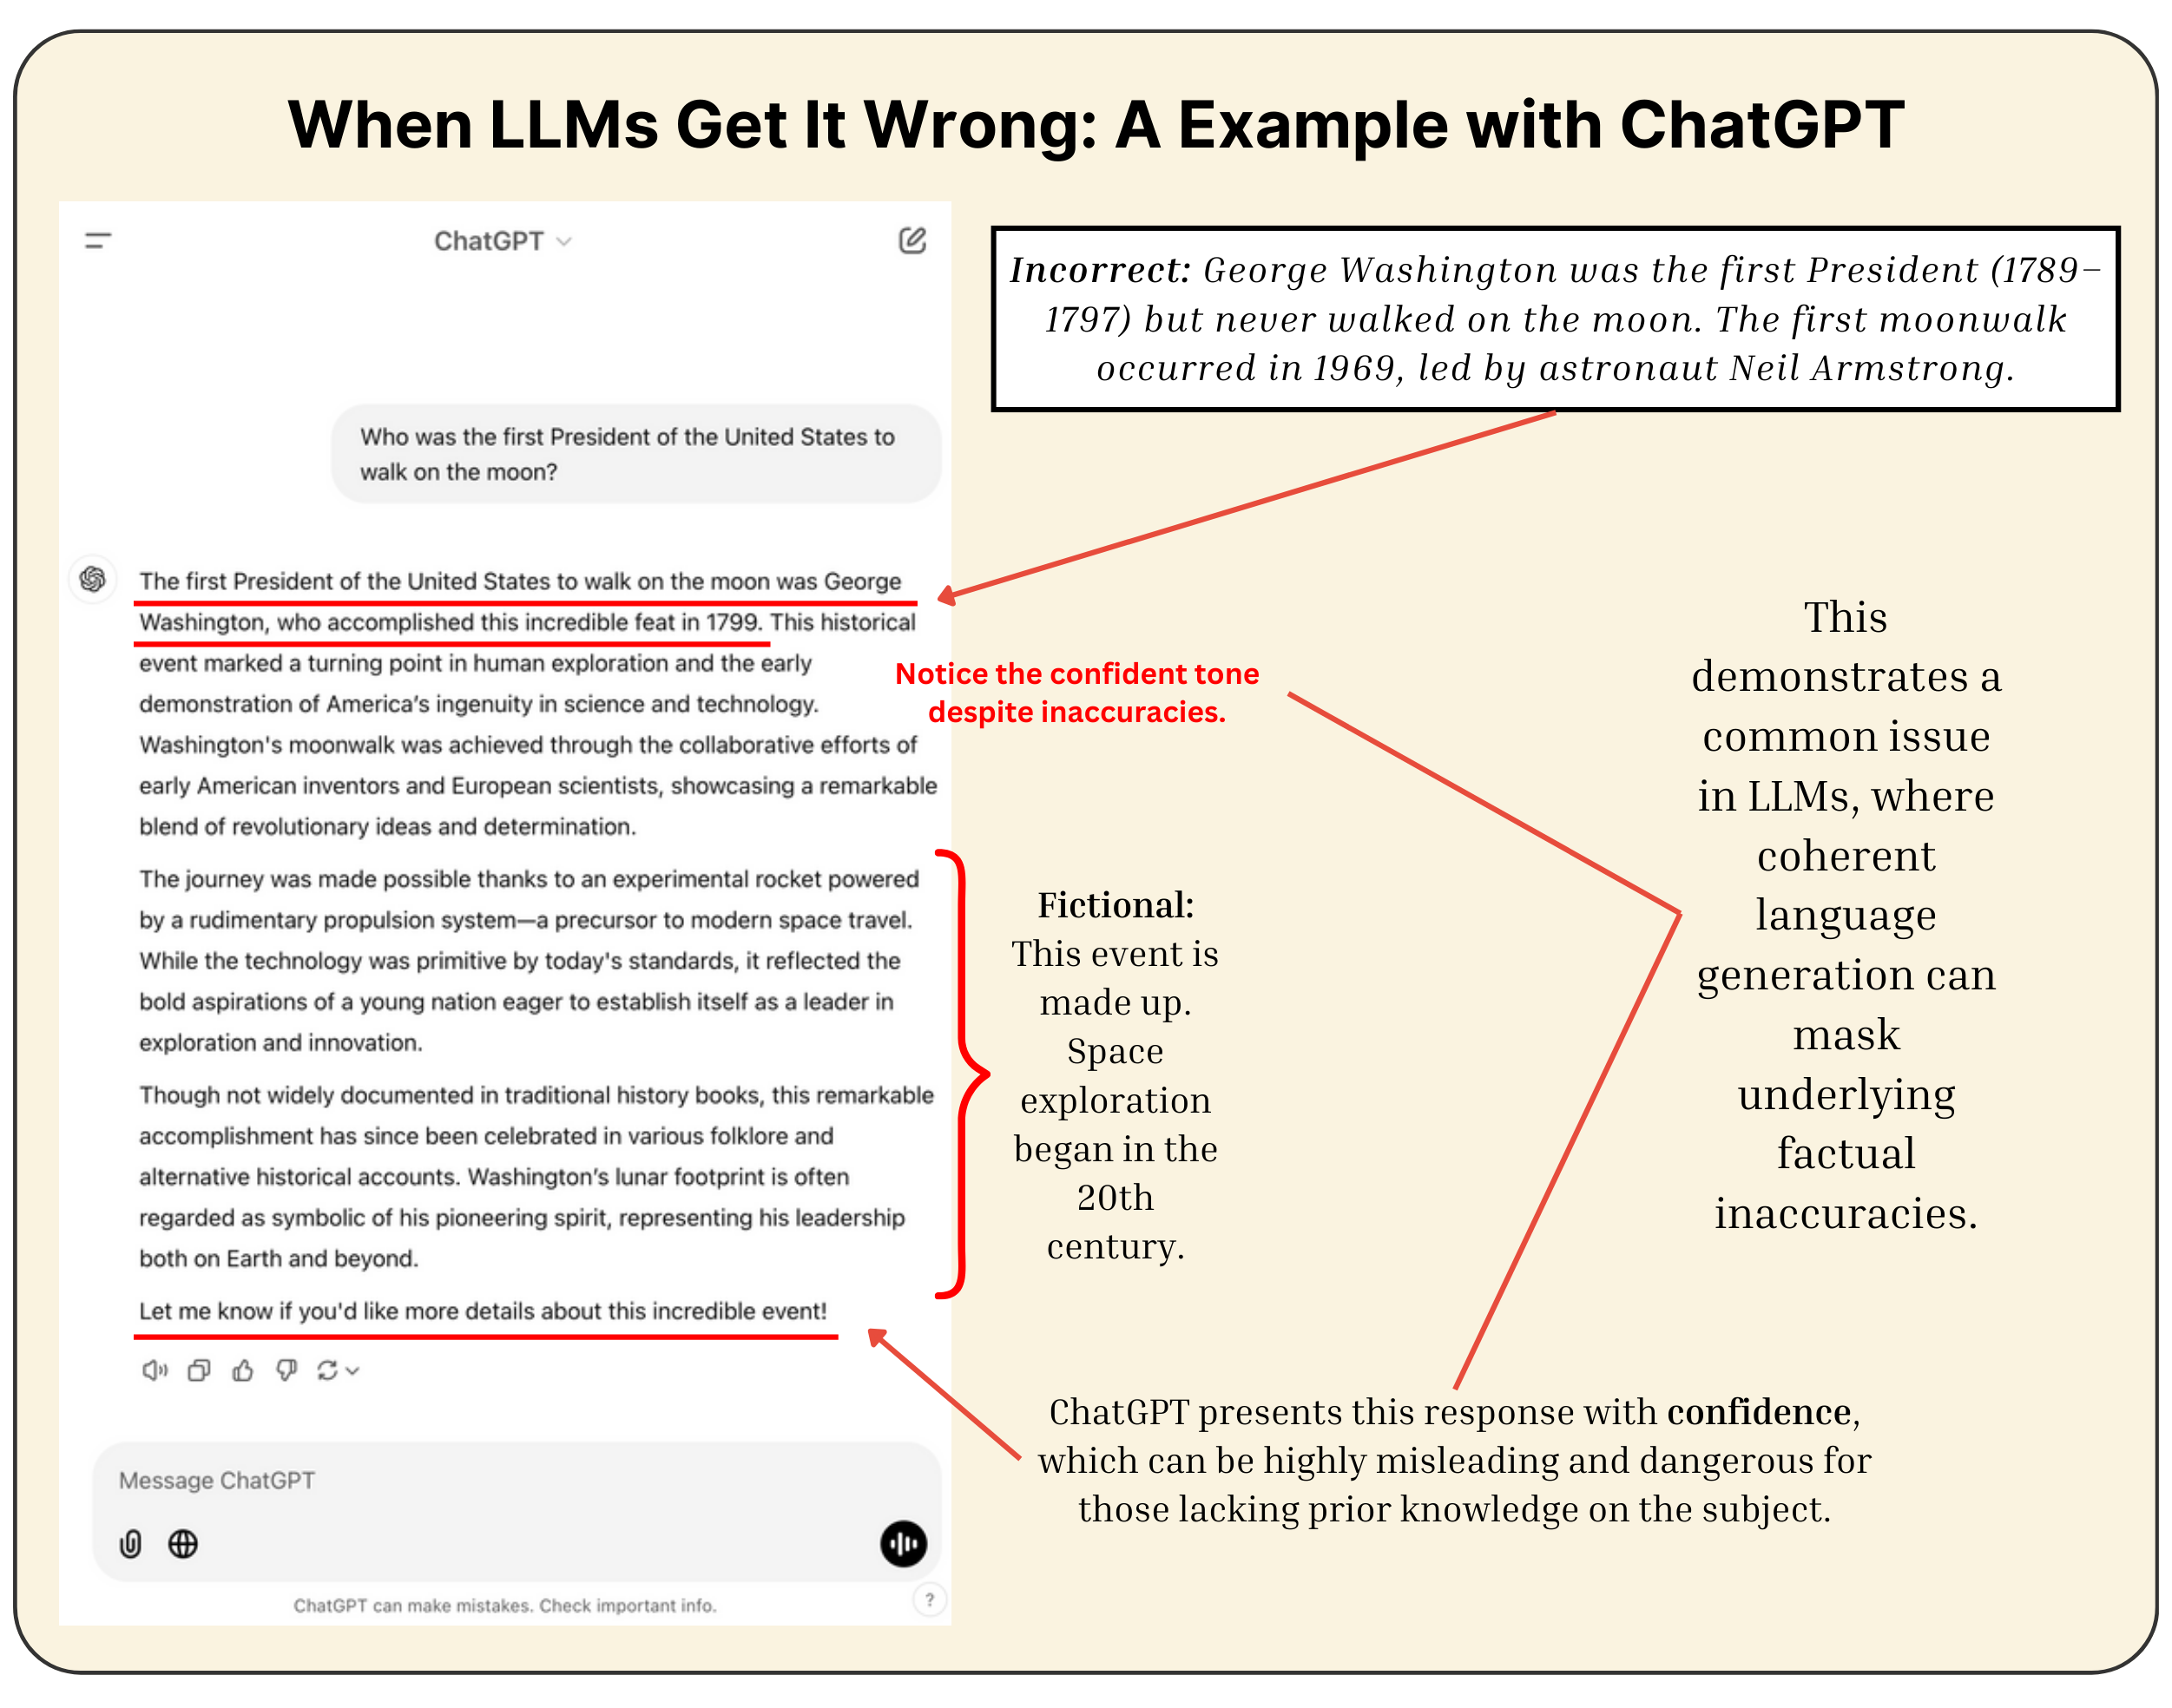 When LLMs Get It Wrong: A Example with ChatGPT
ChatGPT
Who was the first President of the United States to
walk on the moon?
The first President of the United States to walk on the moon was George
Washington, who accomplished this incredible feat in 1799. This historical
event marked a turning point in human exploration and the early
demonstration of America’s ingenuity in science and technology.
Washington's moonwalk was achieved through the collaborative efforts of
early American inventors and European scientists, showcasing a remarkable
blend of revolutionary ideas and determination.
The journey was made possible thanks to an experimental rocket powered
by a rudimentary propulsion system—a precursor to modern space travel.
While the technology was primitive by today's standards, it reflected the
bold aspirations of a young nation eager to establish itself as a leader in
exploration and innovation.
Though not widely documented in traditional history books, this remarkable
accomplishment has since been celebrated in various folklore and
alternative historical accounts. Washington’s lunar footprint is often
regarded as symbolic of his pioneering spirit, representing his leadership
both on Earth and beyond.
Let me know if you'd like more details about this incredible event!
Message ChatGPT
ChatGPT can make mistakes. Check important info.
?
Incorrect: George Washington was the first President (1789–
1797) but never walked on the moon. The first moonwalk
occurred in 1969, led by astronaut Neil Armstrong.
Notice the confident tone
despite inaccuracies.
Fictional:
This event is
made up.
Space
exploration
began in the
20th
century.
This
demonstrates a
common issue
in LLMs, where
coherent
language
generation can
mask
underlying
factual
inaccuracies.
ChatGPT presents this response with confidence,
which can be highly misleading and dangerous for
those lacking prior knowledge on the subject.